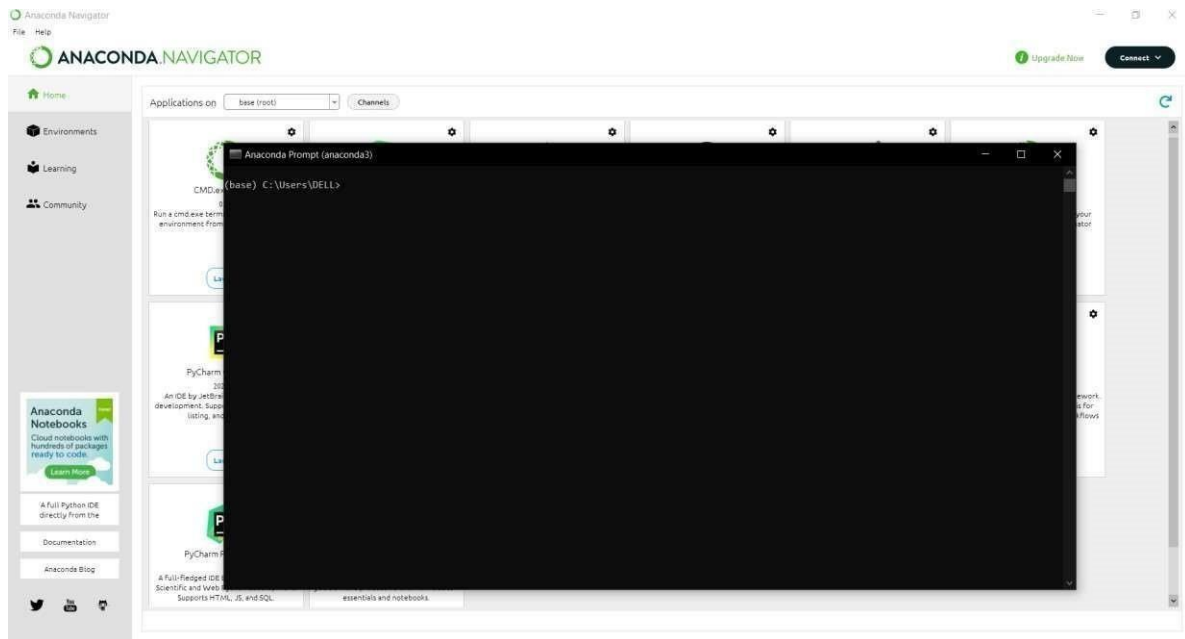 Anaconda Navigator
File Help
ANACONDA.NAVIGATOR
Upgrade Now
Connect
Home
Applications on base (root) Channels
Environments
Learning
Community
Anaconda Prompt (anaconda3)
(base) C:\Users\DELL>
CMD.e
Run a cmd.exe term
environment from
your
ator
La
PyCharm
An IDE by JetBra
development. Supp
listing, and
ework
s for
kflows
La
Anaconda
Notebooks
Cloud notebooks with
hundreds of packages
ready to code.
Learn More
A full Python IDE
directly from the
Documentation
Anaconda Blog
PyCharm P
A full-fledged IDE
Scientific and Web
Supports HTML, JS, and SQL.
essentials and notebooks.